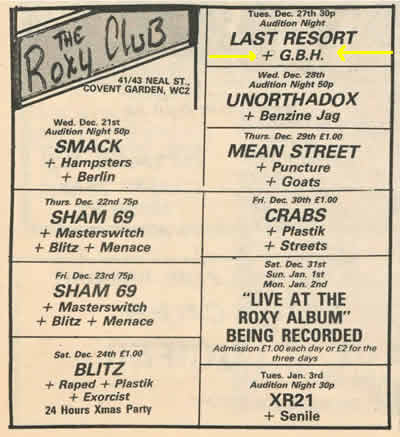 THE
Roxy Club
41/43 NEAL ST.,
COVENT GARDEN, WC2
Wed. Dec. 21st
Audition Night 50p
SMACK
+ Hampsters
+ Berlin
Thurs. Dec. 22nd 75p
SHAM 69
+ Masterswitch
+ Blitz + Menace
Fri. Dec. 23rd 75p
SHAM 69
+ Masterswitch
+ Blitz + Menace
Sat. Dec. 24th £1.00
BLITZ
+ Raped + Plastik
+ Exorcist
24 Hours Xmas Party
Tues. Dec. 27th 30p
Audition Night
LAST RESORT
+ G.B.H.
Wed. Dec. 28th
Audition Night 50p
UNORTHADOX
+ Benzine Jag
Thurs. Dec. 29th £1.00
MEAN STREET
+ Puncture
+ Goats
Fri. Dec. 30th £1.00
CRABS
+ Plastik
+ Streets
Sat. Dec. 31st
Sun. Jan. 1st
Mon. Jan. 2nd
"LIVE AT THE
ROXY ALBUM"
BEING RECORDED
Admission £1.00 each day or £2 for the
three days
Tues. Jan. 3rd
Audition Night 30p
XR21
+ Senile